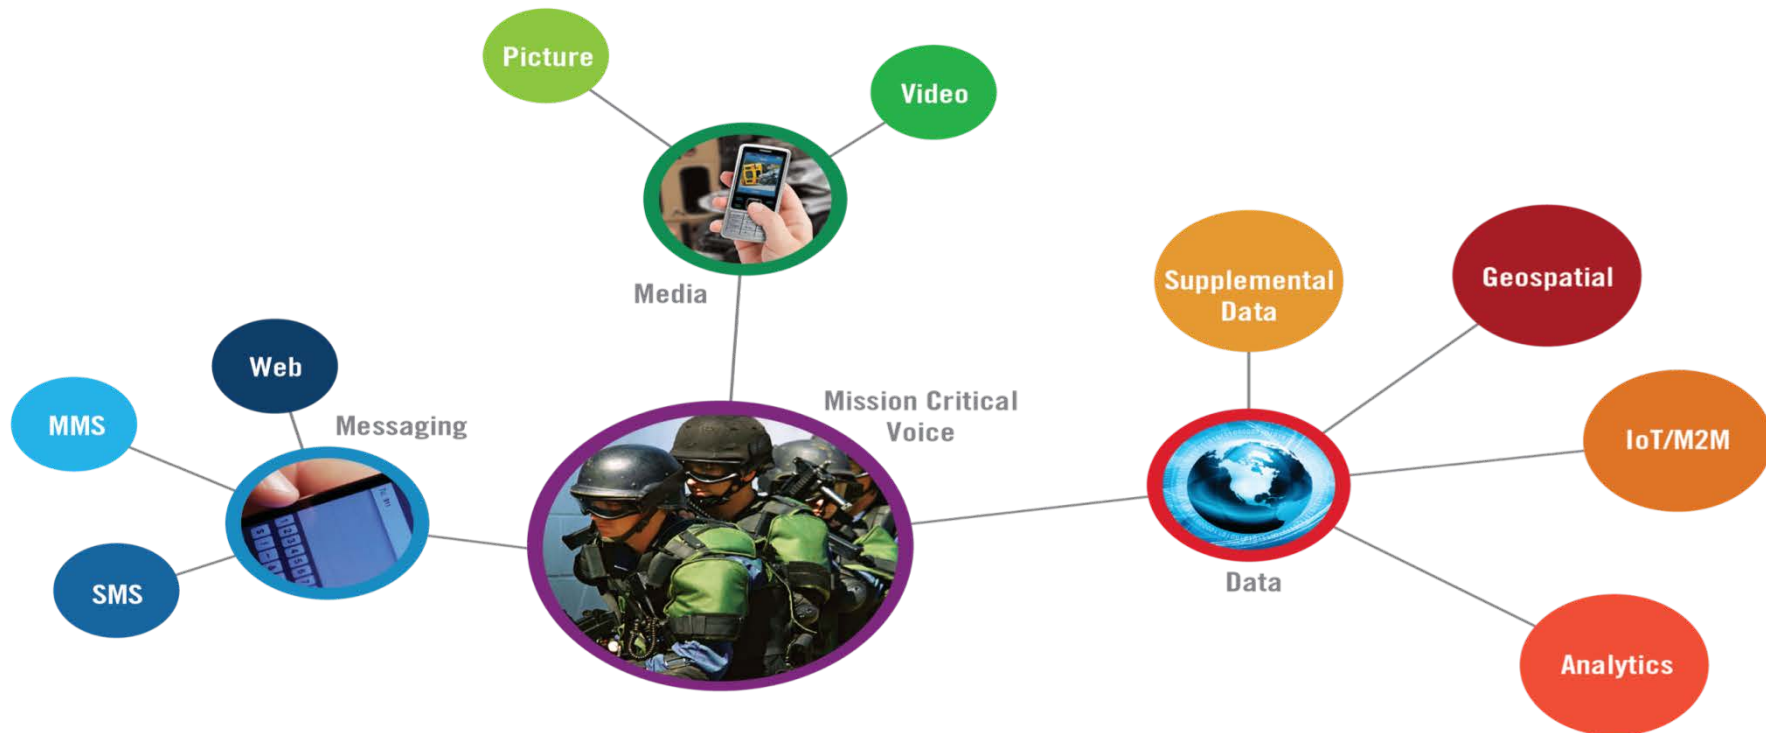 Picture
Video
Media
Supplemental
Data
Geospatial
Web
MMS
Messaging
Mission Critical
Voice
IoT/M2M
SMS
Data
Analytics